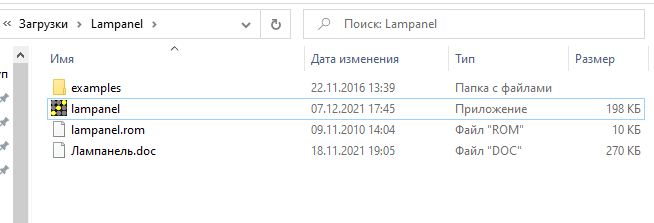 « Загрузки › Lampanel ›
Поиск: Lampanel
Имя Дата изменения Тип Размер
examples 22.11.2016 13:39 Папка с файлами
lampanel 07.12.2021 17:45 Приложение 198 КБ
lampanel.rom 09.11.2010 14:04 Файл "ROM" 10 КБ
Лампанель.doc 18.11.2021 19:05 Файл "DOC" 270 КБ